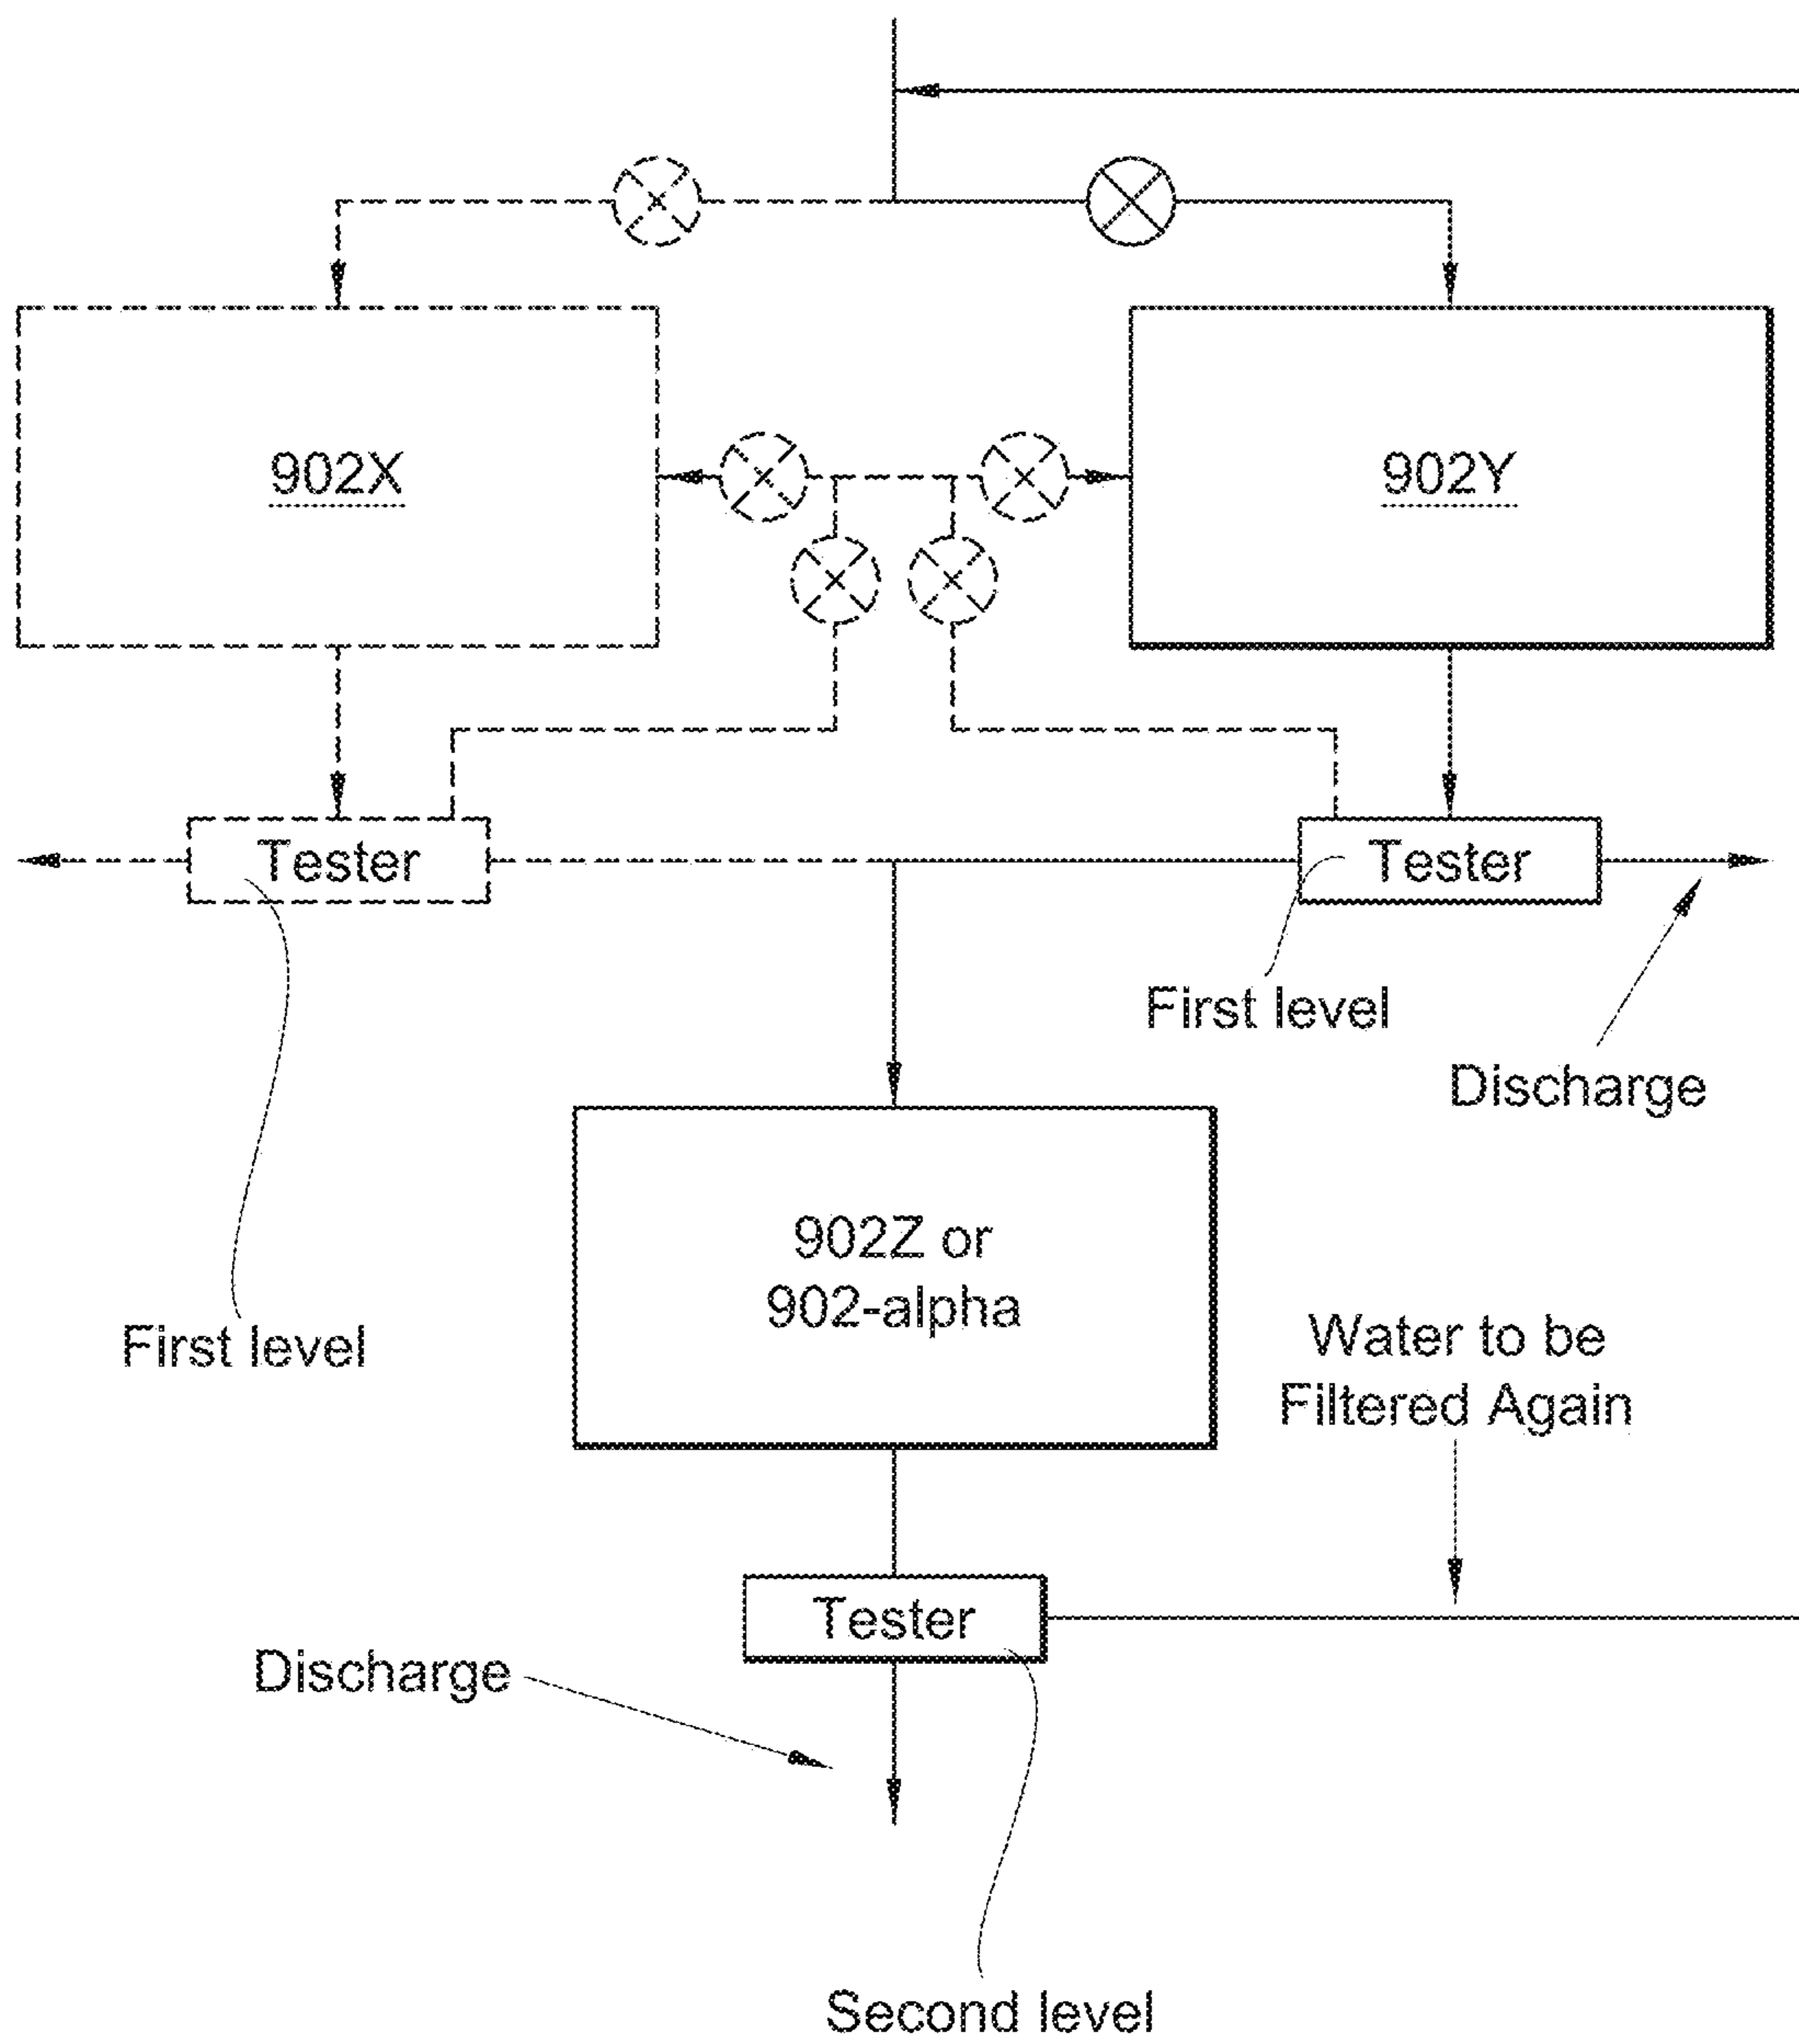 902X
902Y
Tester
Tester
First level
Discharge
902Z or
902-alpha
First level
Water to be
Filtered Again
Tester
Discharge
Second level